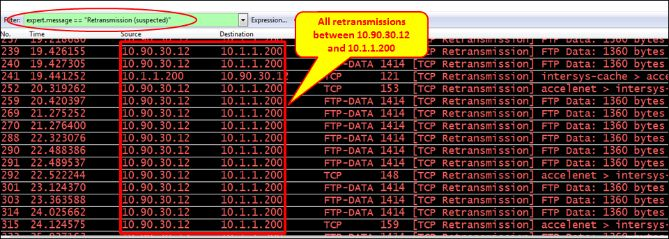 Filter: expert.message == "Retransmission (suspected)" Expression...
No. Time Source Destination
All retransmissions
between 10.90.30.12
and 10.1.1.200
239 19.426155 10.90.30.12 10.1.1.200 FTP-DATA 1414 [TCP Retransmission] FTP Data: 1360 bytes
240 19.427305 10.90.30.12 10.1.1.200 FTP-DATA 1414 [TCP Retransmission] FTP Data: 1360 bytes
241 19.441252 10.1.1.200 10.90.30.12 TCP 121 [TCP Retransmission] intersys-cache > acce
252 20.319262 10.90.30.12 10.1.1.200 TCP 153 [TCP Retransmission] accelenet > intersys-
259 20.420397 10.90.30.12 10.1.1.200 FTP-DATA 1414 [TCP Retransmission] FTP Data: 1360 bytes
268 21.275252 10.90.30.12 10.1.1.200 FTP-DATA 1414 [TCP Retransmission] FTP Data: 1360 bytes
270 21.276400 10.90.30.12 10.1.1.200 FTP-DATA 1414 [TCP Retransmission] FTP Data: 1360 bytes
288 22.323076 10.90.30.12 10.1.1.200 FTP-DATA 1414 [TCP Retransmission] FTP Data: 1360 bytes
290 22.488386 10.90.30.12 10.1.1.200 FTP-DATA 1414 [TCP Retransmission] FTP Data: 1360 bytes
291 22.489537 10.90.30.12 10.1.1.200 FTP-DATA 1414 [TCP Retransmission] FTP Data: 1360 bytes
292 22.522244 10.90.30.12 10.1.1.200 TCP 148 [TCP Retransmission] accelenet > intersys-
301 23.124370 10.90.30.12 10.1.1.200 FTP-DATA 1414 [TCP Retransmission] FTP Data: 1360 bytes
303 23.363588 10.90.30.12 10.1.1.200 FTP-DATA 1414 [TCP Retransmission] FTP Data: 1360 bytes
314 24.025662 10.90.30.12 10.1.1.200 FTP-DATA 1414 [TCP Retransmission] FTP Data: 1360 bytes
315 24.124575 10.90.30.12 10.1.1.200 TCP 159 [TCP Retransmission] accelenet > intersys-